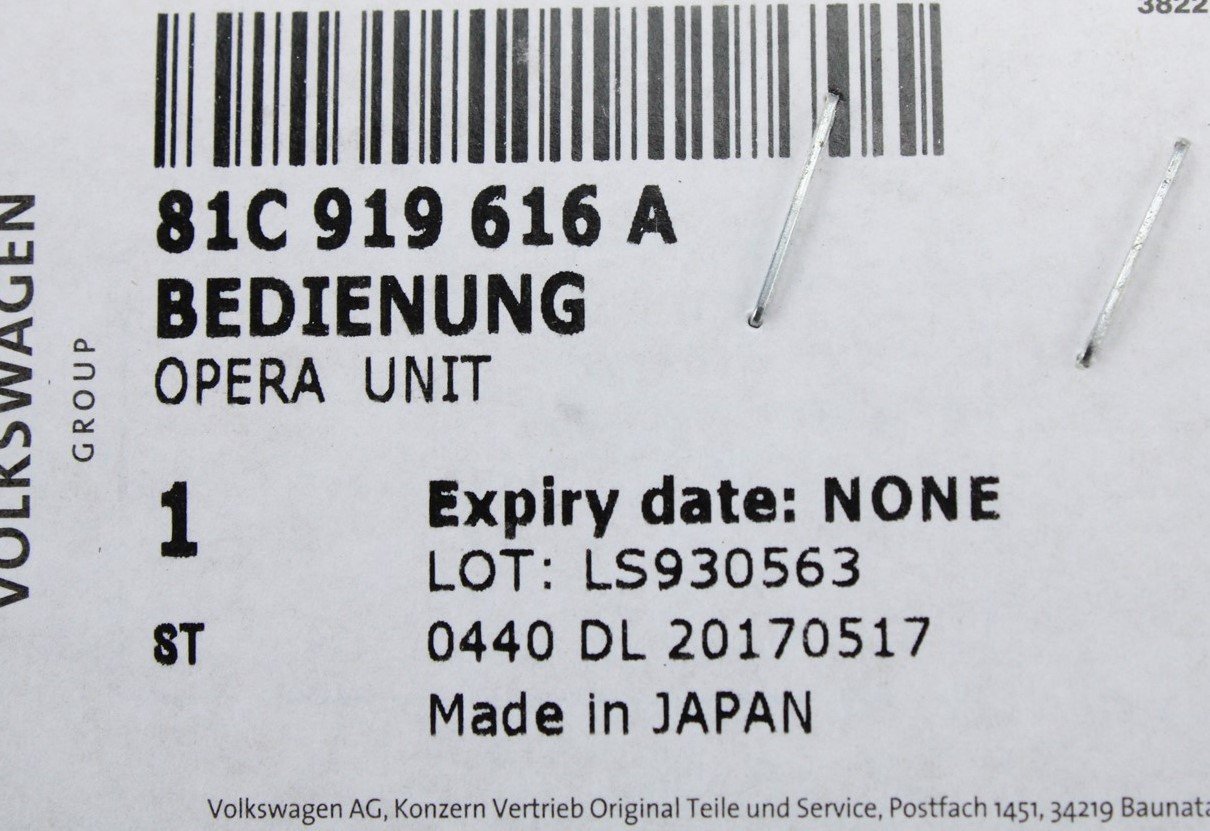 3822
81C 919 616 A
BEDIENUNG
OPERA UNIT
VOLKSWAGEN
GROUP
1
Expiry date: NONE
LOT: LS930563
ST
0440 DL 20170517
Made in JAPAN
Volkswagen AG, Konzern Vertrieb Original Teile und Service, Postfach 1451, 34219 Baunata